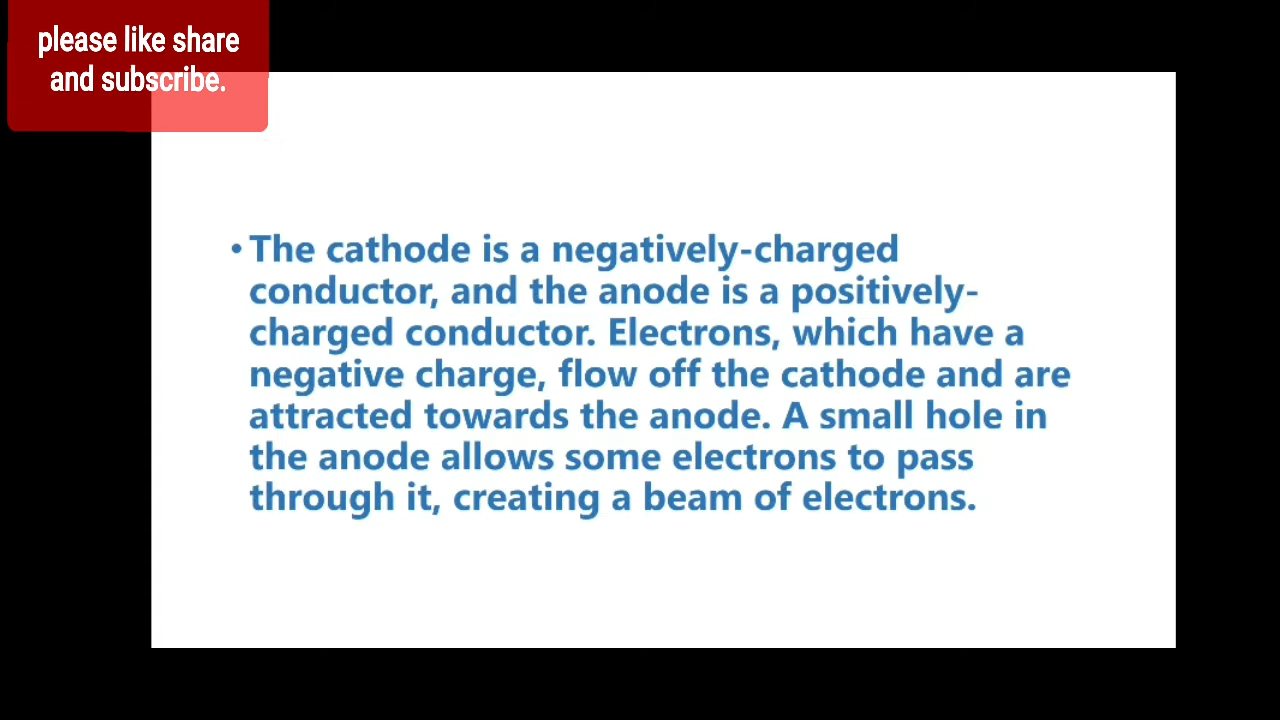 please like share
and subscribe.
• The cathode is a negatively-charged
conductor, and the anode is a positively-
charged conductor. Electrons, which have a
negative charge, flow off the cathode and are
attracted towards the anode. A small hole in
the anode allows some electrons to pass
through it, creating a beam of electrons.